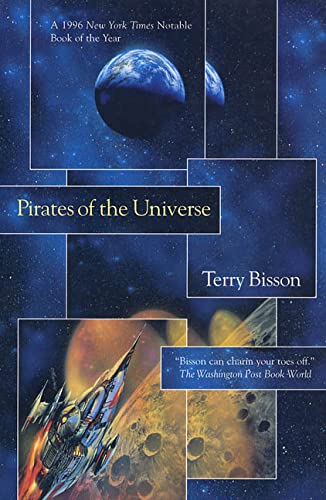 A 1996 New York Times Notable
Book of the Year
Pirates of the Universe
Terry Bisson
“Bisson can charm your toes off.”
The Washington Post Book World